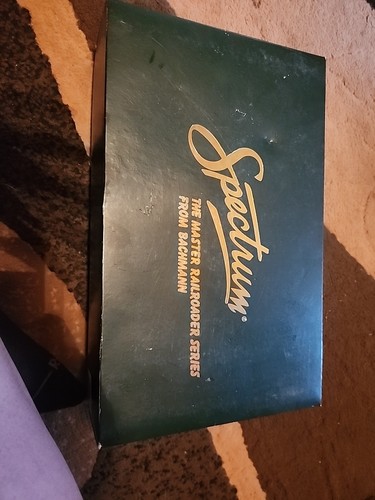 Spectrum®
THE MASTER RAILROADER SERIES
FROM BACHMANN